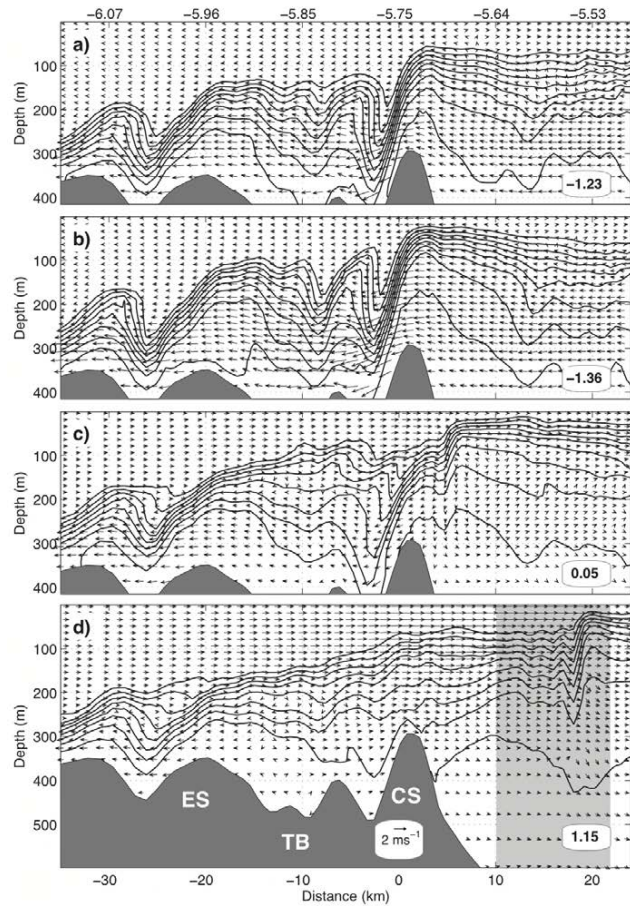 −6.07 −5.96 −5.85 −5.75 −5.64 −5.53
a)
100
200
300
400
Depth (m)
−1.23
b)
100
200
300
400
Depth (m)
−1.36
c)
100
200
300
400
Depth (m)
0.05
d)
100
200
300
400
500
Depth (m)
ES
TB
CS
2 ms−1
1.15
−30 −20 −10 0 10 20
Distance (km)